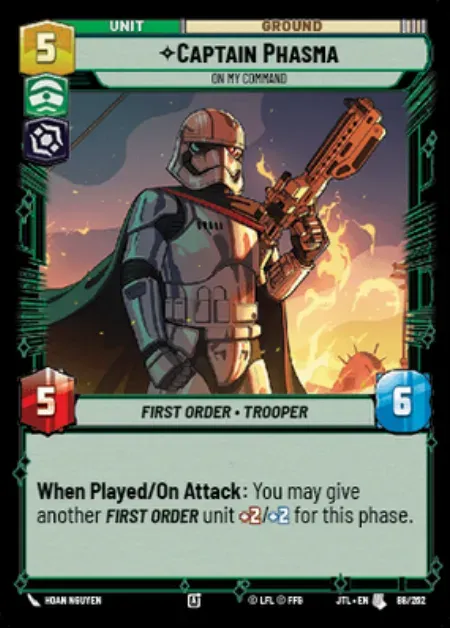 UNIT GROUND
5 CAPTAIN PHASMA
ON MY COMMAND
5 FIRST ORDER • TROOPER 6
When Played/On Attack: You may give
another FIRST ORDER unit +2/+2 for this phase.
HOAN NGUYEN © LFL © FFG JTL • EN 88/262